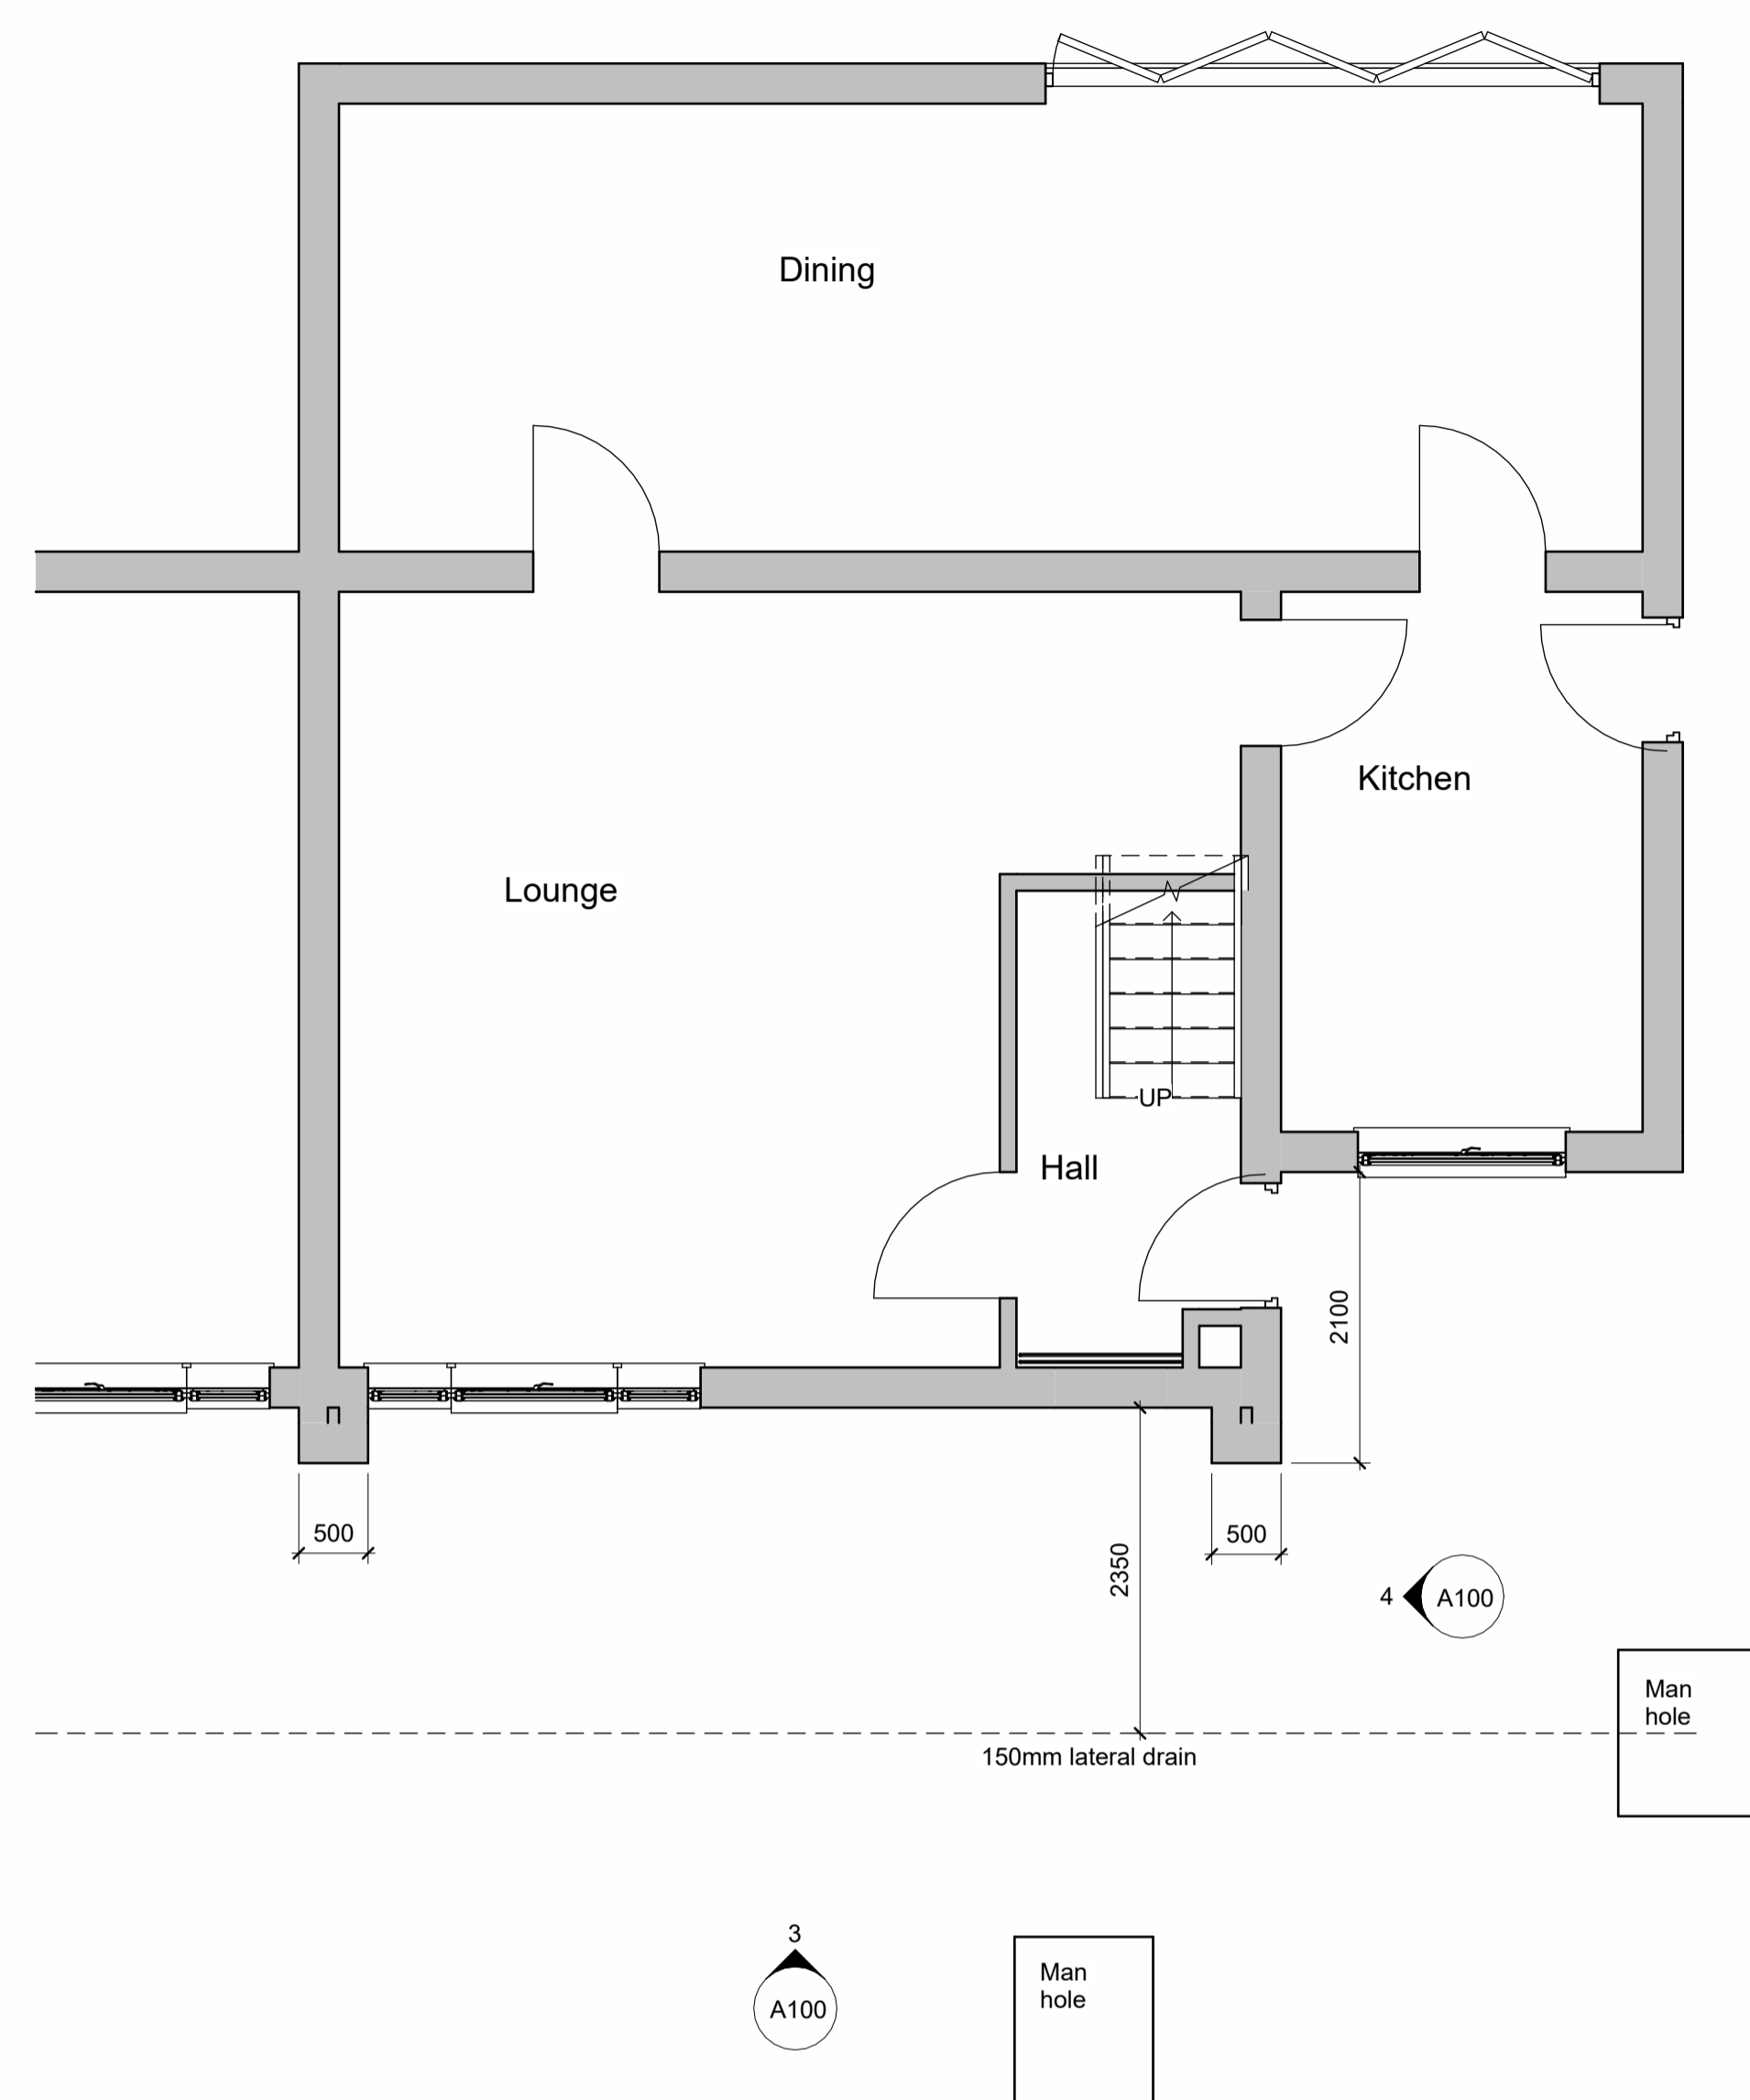 Dining
Kitchen
Lounge
UP
Hall
2100
500
500
2350
4
A100
Man
hole
150mm lateral drain
3
A100
Man
hole